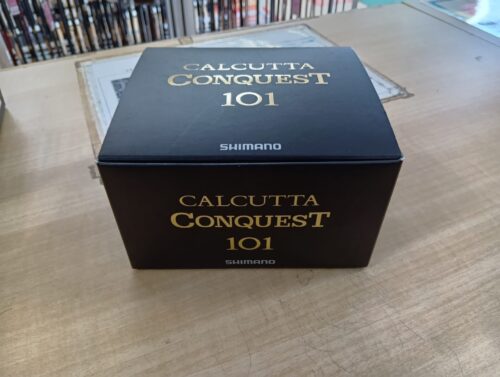 CALCUTTA
CONQUEST
101
SHIMANO
CALCUTTA
CONQUEST
101
SHIMANO